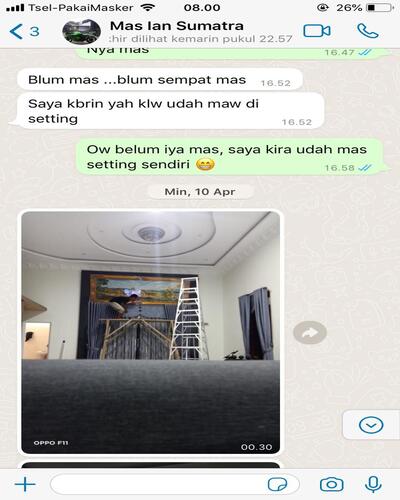 Tsel-PakaiMasker 08.00 26%
3 Mas Ian Sumatra
:hir dilihat kemarin pukul 22.57
Nya mas 16.47
Blum mas ...blum sempat mas 16.52
Saya kbrin yah klw udah maw di
setting 16.52
Ow belum iya mas, saya kira udah mas
setting sendiri 😁 16.58
Min, 10 Apr
OPPO F11 00.30